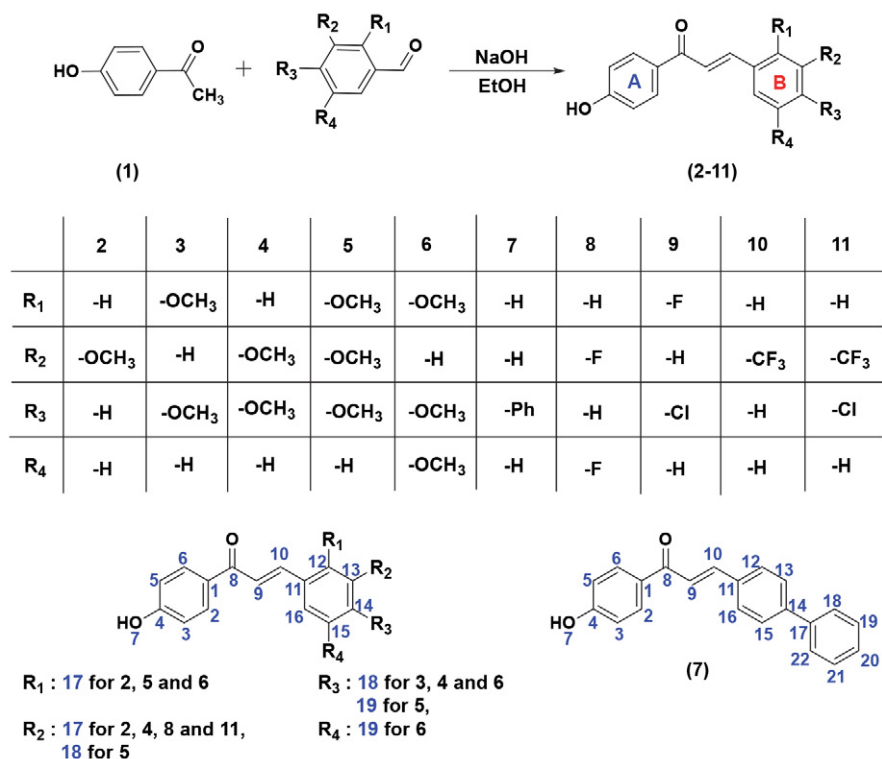 O
HO
CH3
(1)
+
R2
R1
R3
O
R4
NaOH
EtOH
O
R1
R2
A
B
HO
R3
R4
(2-11)
2 3 4 5 6 7 8 9 10 11
R1 -H -OCH3 -H -OCH3 -OCH3 -H -H -F -H -H
R2 -OCH3 -H -OCH3 -OCH3 -H -H -F -H -CF3 -CF3
R3 -H -OCH3 -OCH3 -OCH3 -OCH3 -Ph -H -Cl -H -Cl
R4 -H -H -H -H -OCH3 -H -F -H -H -H
O
R1
6 10 12 13
R2
5 8
1 9 11 14
HO 4 2 16
R3
7 3 15
R4
O
6 10 12 13
5 8
1 9 11 14 18
HO 4 2 16 17 19
7 3 15
22 20
21
(7)
R1 : 17 for 2, 5 and 6
R2 : 17 for 2, 4, 8 and 11,
18 for 5
R3 : 18 for 3, 4 and 6
19 for 5,
R4 : 19 for 6